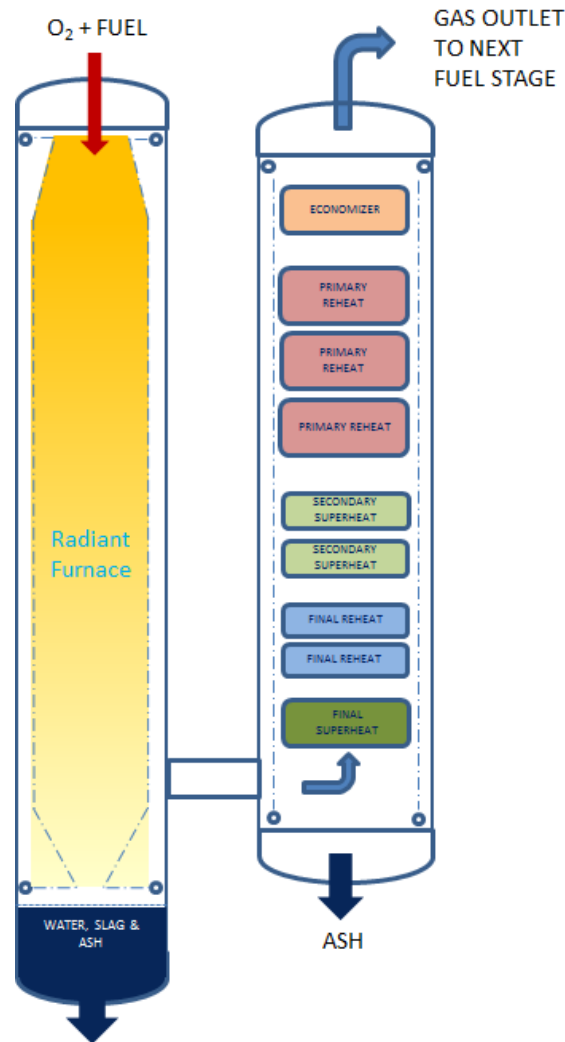 O₂ + FUEL
GAS OUTLET
TO NEXT
FUEL STAGE
ECONOMIZER
PRIMARY
REHEAT
PRIMARY
REHEAT
PRIMARY REHEAT
SECONDARY
SUPERHEAT
SECONDARY
SUPERHEAT
FINAL REHEAT
FINAL REHEAT
FINAL
SUPERHEAT
Radiant
Furnace
WATER, SLAG &
ASH
ASH